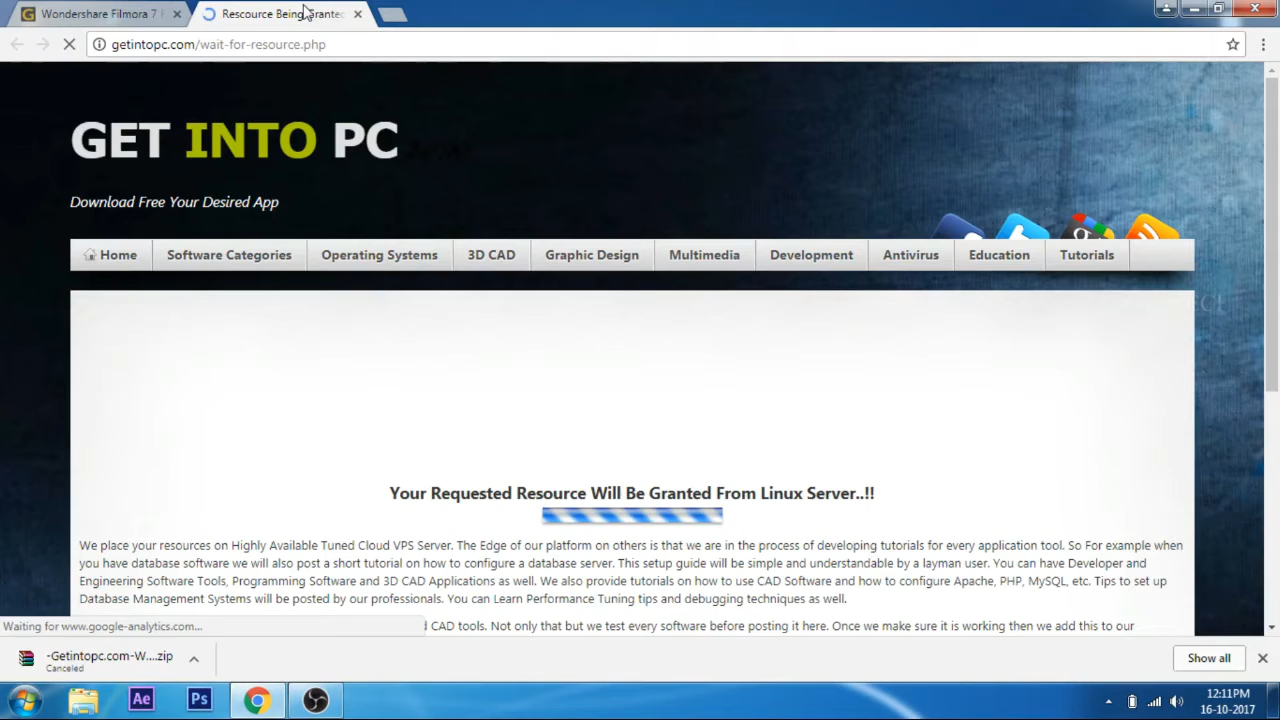 Wondershare Filmora 7 F
Rescource Being Grante
getintopc.com/wait-for-resource.php
GET INTO PC
Download Free Your Desired App
Home Software Categories Operating Systems 3D CAD Graphic Design Multimedia Development Antivirus Education Tutorials
Your Requested Resource Will Be Granted From Linux Server..!!
We place your resources on Highly Available Tuned Cloud VPS Server. The Edge of our platform on others is that we are in the process of developing tutorials for every application tool. So For example when
you have database software we will also post a short tutorial on how to configure a database server. This setup guide will be simple and understandable by a layman user. You can have Developer and
Engineering Software Tools, Programming Software and 3D CAD Applications as well. We also provide tutorials on how to use CAD Software and how to configure Apache, PHP, MySQL, etc. Tips to set up
Database Management Systems will be posted by our professionals. You can Learn Performance Tuning tips and debugging techniques as well.
Waiting for www.google-analytics.com...
CAD tools. Not only that but we test every software before posting it here. Once we make sure it is working then we add this to our
-Getintopc.com-W....zip
Canceled
Show all
Ae
Ps
12:11PM
16-10-2017